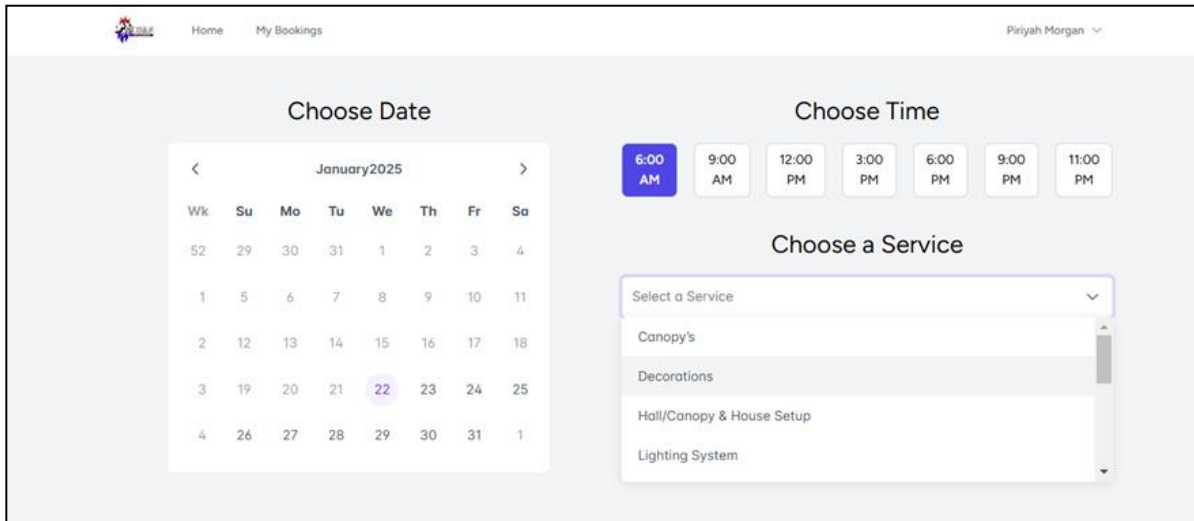 Home My Bookings Piriyah Morgan
Choose Date
January2025
Wk Su Mo Tu We Th Fr Sa
52 29 30 31 1 2 3 4
1 5 6 7 8 9 10 11
2 12 13 14 15 16 17 18
3 19 20 21 22 23 24 25
4 26 27 28 29 30 31 1
Choose Time
6:00 AM 9:00 AM 12:00 PM 3:00 PM 6:00 PM 9:00 PM 11:00 PM
Choose a Service
Select a Service
Canopy's
Decorations
Hall/Canopy & House Setup
Lighting System